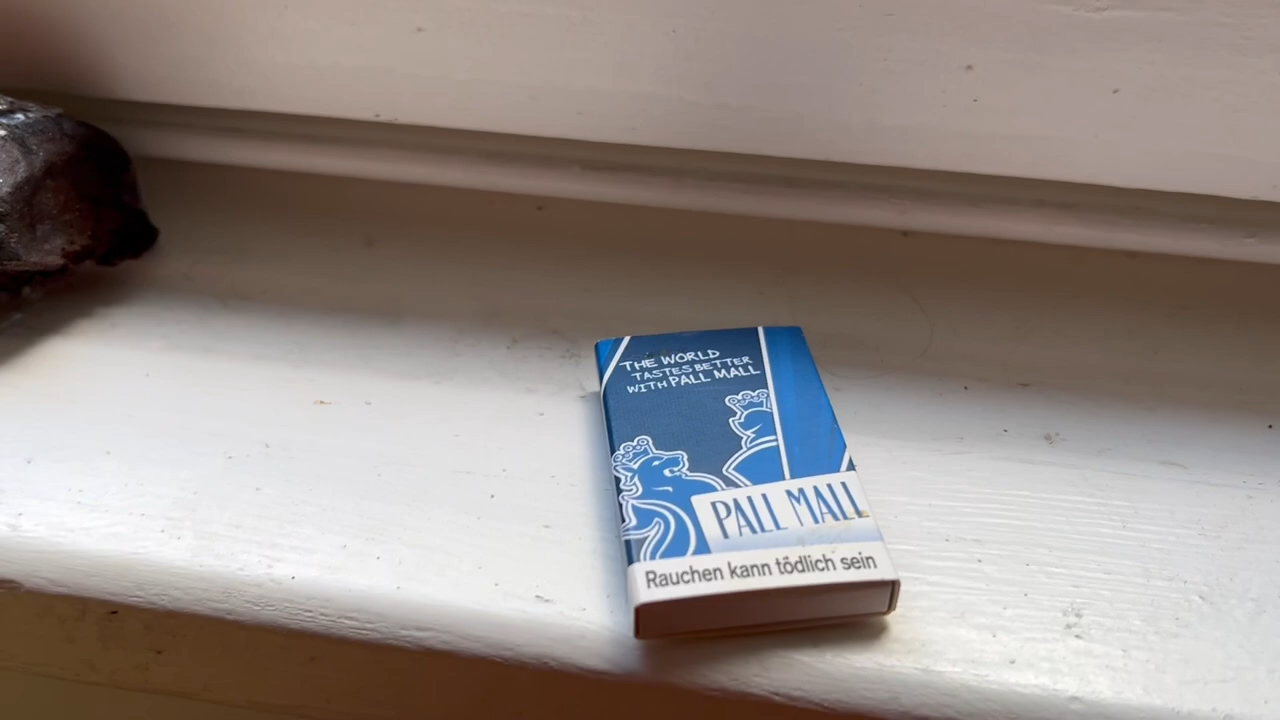 THE WORLD
TASTES BETTER
WITH PALL MALL
PALL MALL
Rauchen kann tödlich sein